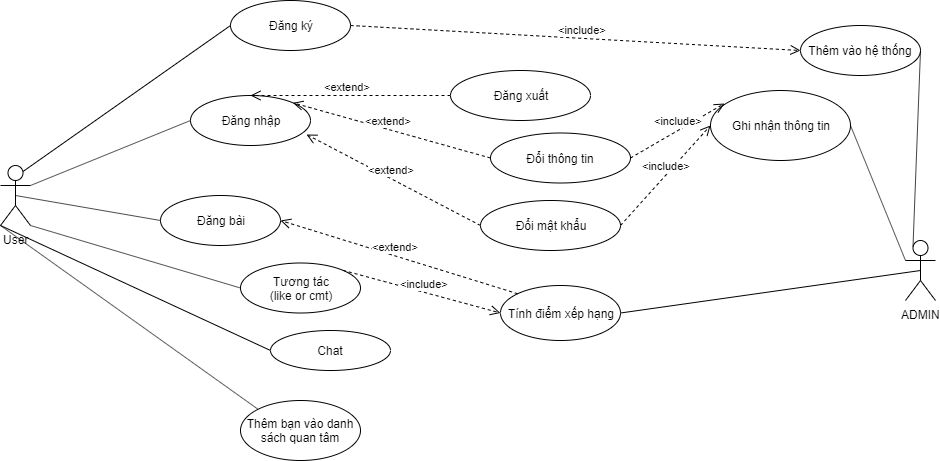 Đăng ký
<include>
Thêm vào hệ thống
<extend>
Đăng xuất
Đăng nhập
<extend>
<include>
Ghi nhận thông tin
Đổi thông tin
<extend>
<include>
Đăng bài
Đổi mật khẩu
User
<extend>
Tương tác
(like or cmt)
<include>
Tính điểm xếp hạng
ADMIN
Chat
Thêm bạn vào danh
sách quan tâm